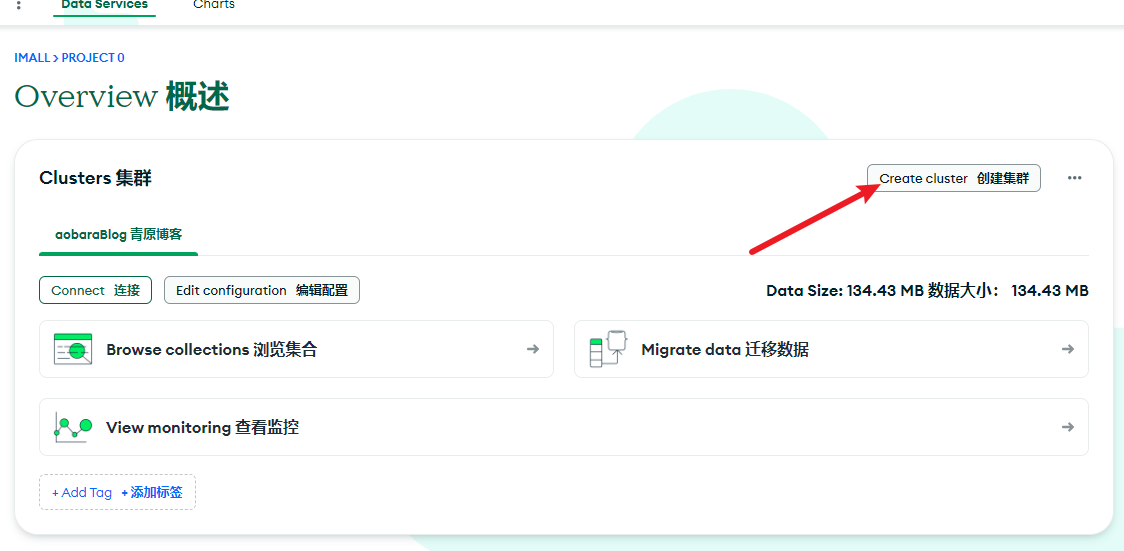 Data Services Charts
IMALL > PROJECT 0
Overview 概述
Clusters 集群
Create cluster 创建集群
aobaraBlog 青原博客
Connect 连接 Edit configuration 编辑配置
Data Size: 134.43 MB 数据大小： 134.43 MB
Browse collections 浏览集合
Migrate data 迁移数据
View monitoring 查看监控
+ Add Tag + 添加标签